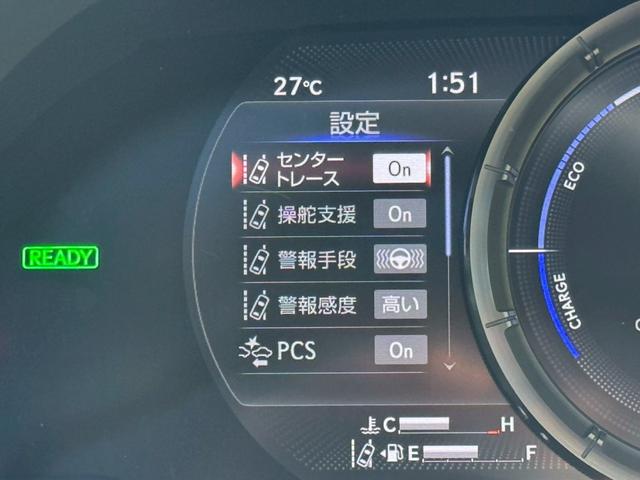 27℃ 1:51
設定
センター
トレース On
操舵支援 On
警報手段
警報感度 高い
PCS On
READY
ECO
CHARGE
C H
E F